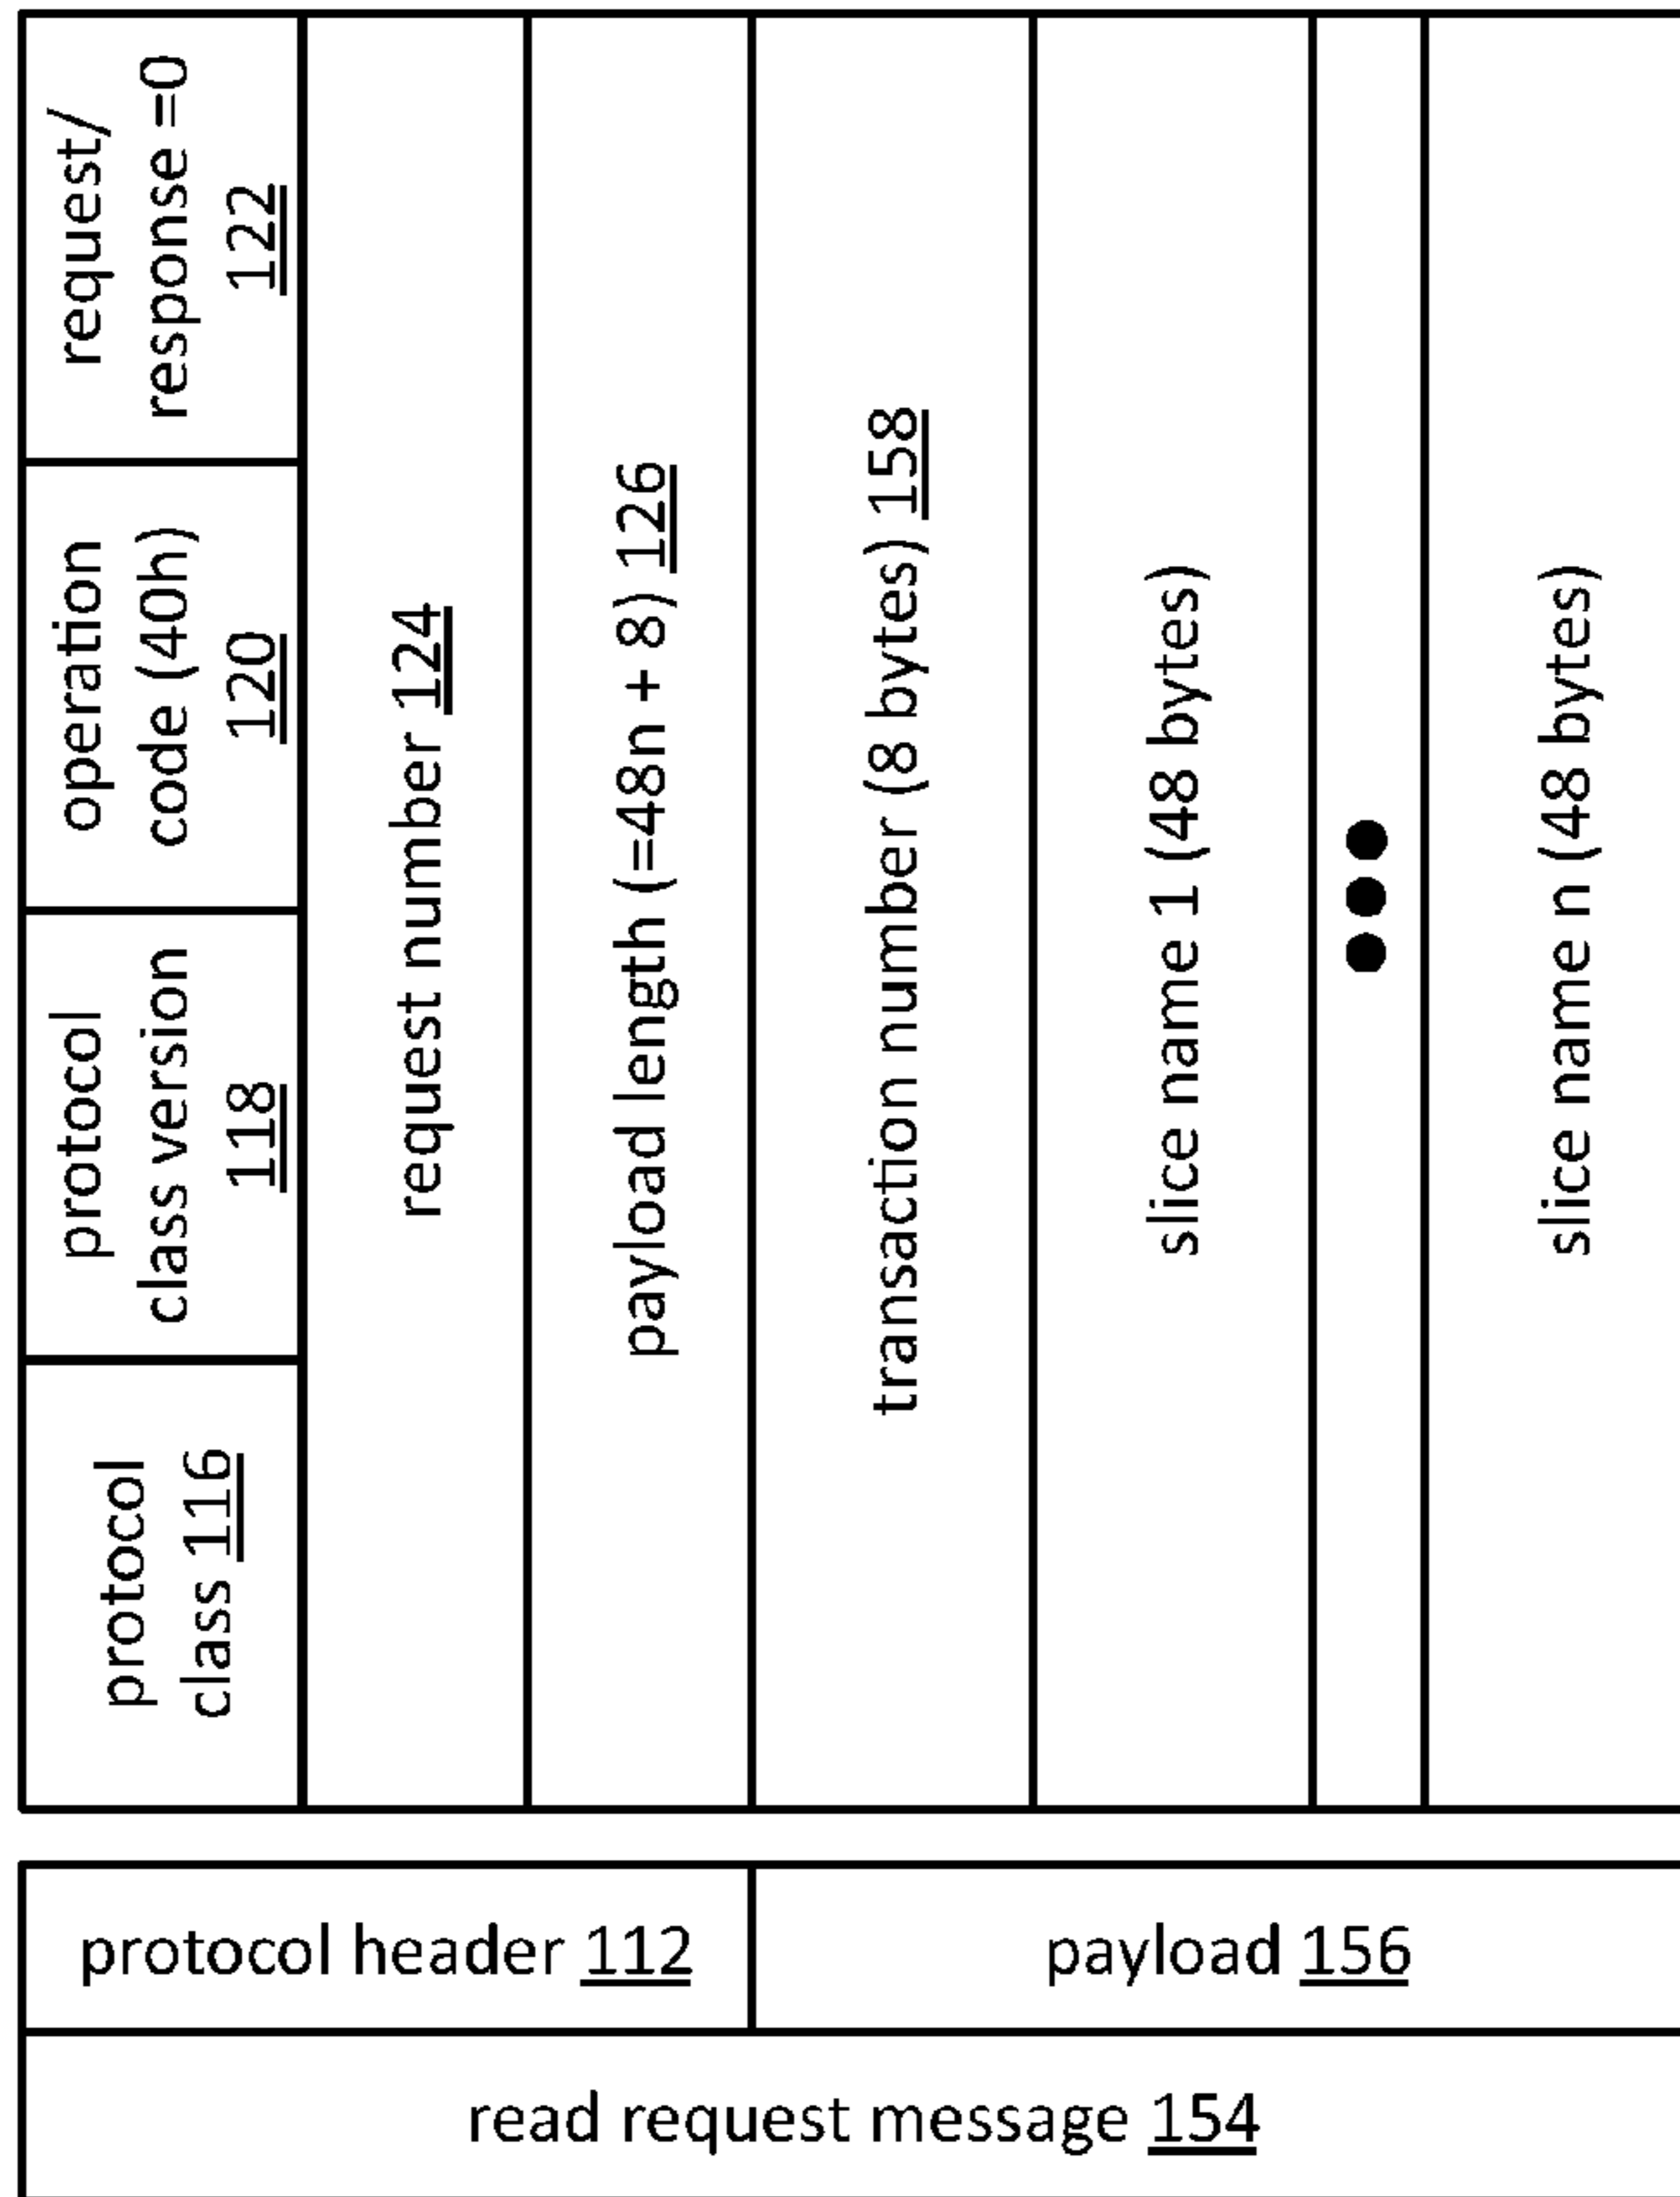 protocol
class 116
protocol
class version
118
operation
code (40h)
120
request/
response =0
122
request number 124
payload length (=48n + 8) 126
transaction number (8 bytes) 158
slice name 1 (48 bytes)
slice name n (48 bytes)
protocol header 112
payload 156
read request message 154